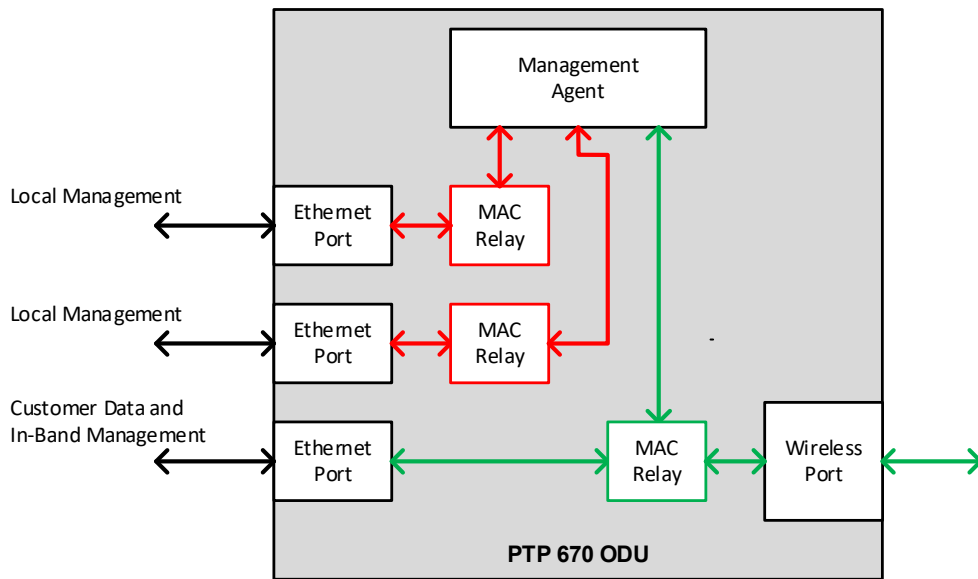 Management
Agent
Local Management
Ethernet
Port
MAC
Relay
Local Management
Ethernet
Port
MAC
Relay
-
Customer Data and
In-Band Management
Ethernet
Port
MAC
Relay
Wireless
Port
PTP 670 ODU